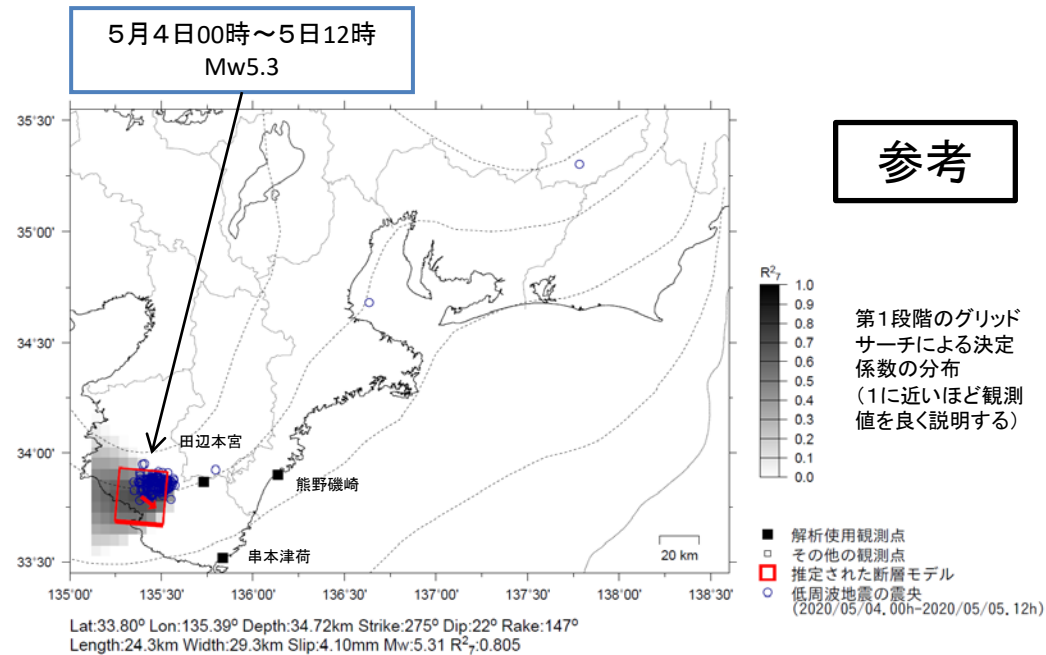 ５月４日00時～５日12時
Mw5.3
参考
35°30'
35°00'
34°30'
34°00'
33°30'
135°00'
135°30'
136°00'
136°30'
137°00'
137°30'
138°00'
138°30'
田辺本宮
熊野磯崎
串本津荷
20 km
R²₇
1.0
0.9
0.8
0.7
0.6
0.5
0.4
0.3
0.2
0.1
0.0
第１段階のグリッド
サーチによる決定
係数の分布
（１に近いほど観測
値を良く説明する）
解析使用観測点
その他の観測点
推定された断層モデル
低周波地震の震央
(2020/05/04.00h-2020/05/05.12h)
Lat:33.80º Lon:135.39º Depth:34.72km Strike:275º Dip:22º Rake:147º
Length:24.3km Width:29.3km Slip:4.10mm Mw:5.31 R²₇:0.805